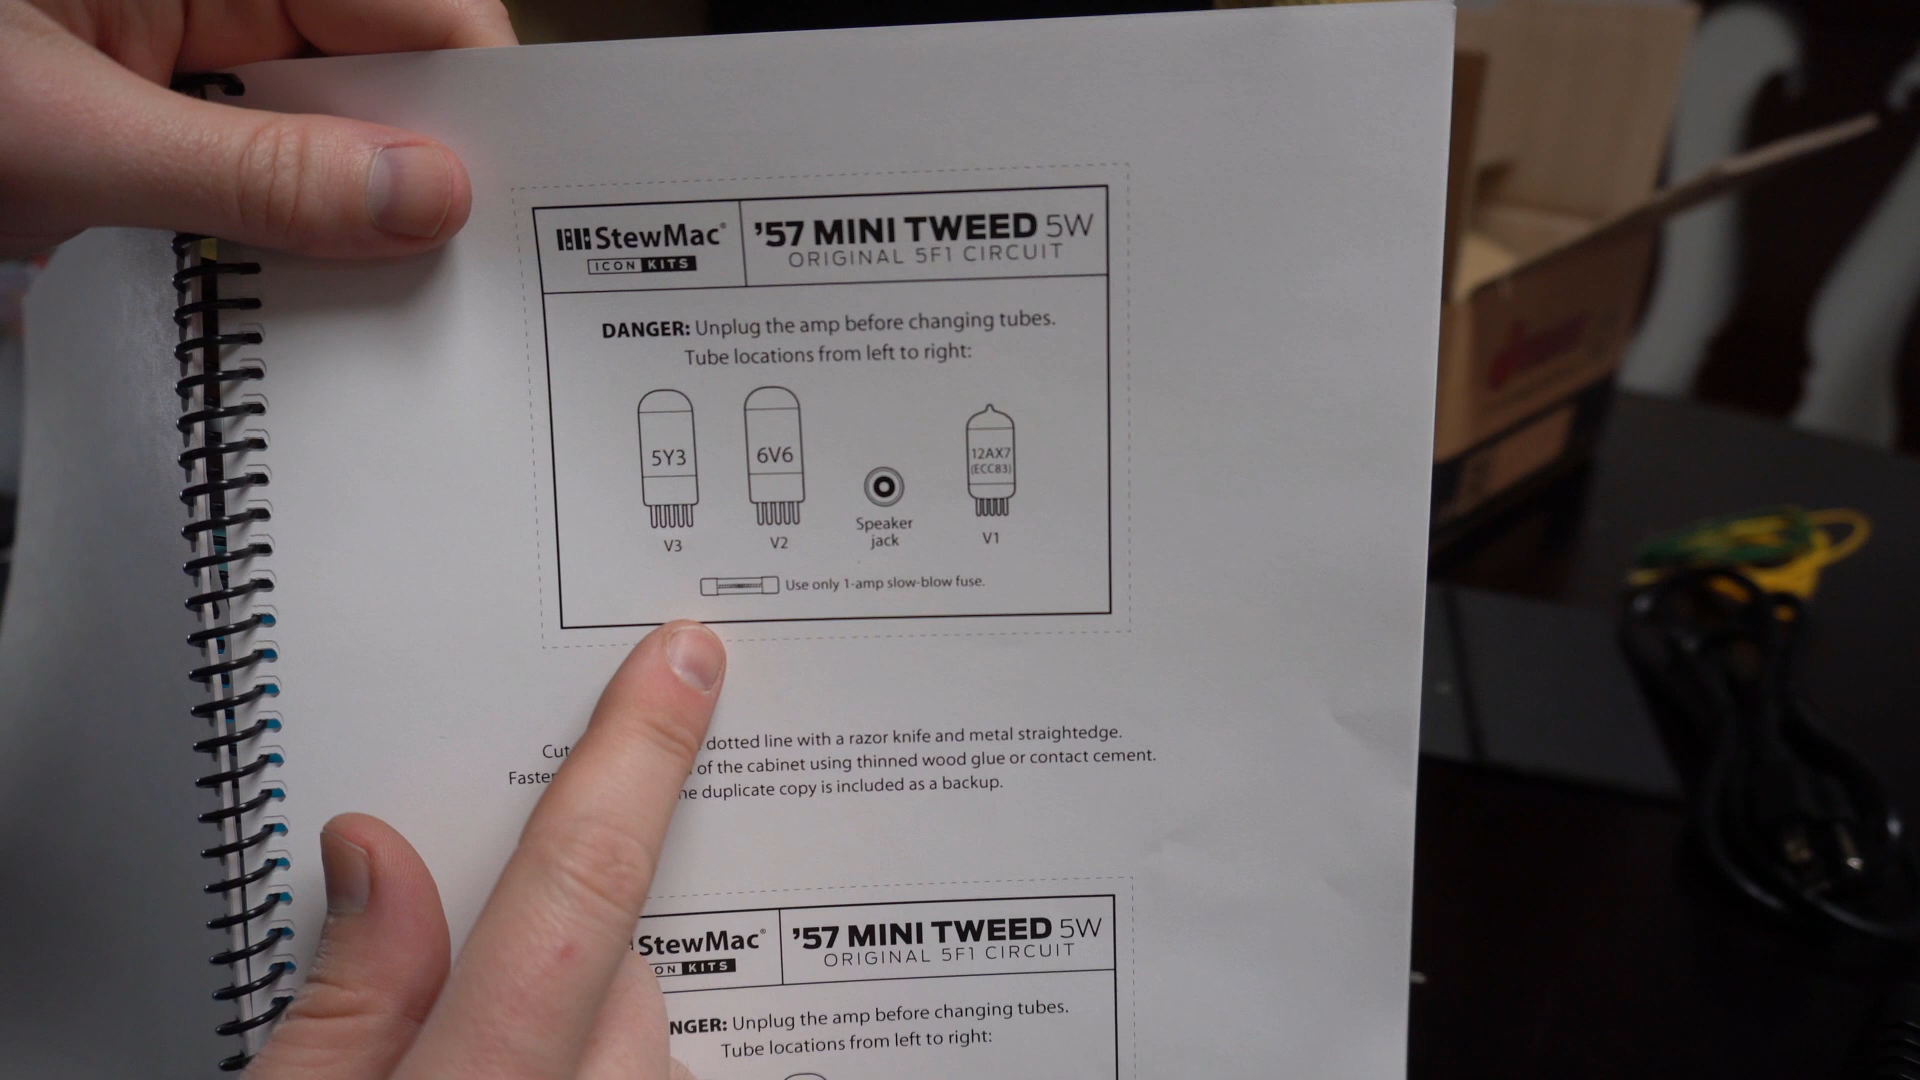 StewMac®
ICON KITS
'57 MINI TWEED 5W
ORIGINAL 5F1 CIRCUIT
DANGER: Unplug the amp before changing tubes.
Tube locations from left to right:
5Y3
6V6
12AX7
(ECC83)
Speaker
jack
V3
V2
V1
Use only 1-amp slow-blow fuse.
Cut dotted line with a razor knife and metal straightedge.
of the cabinet using thinned wood glue or contact cement.
duplicate copy is included as a backup.
StewMac®
KITS
'57 MINI TWEED 5W
ORIGINAL 5F1 CIRCUIT
NGER: Unplug the amp before changing tubes.
Tube locations from left to right: